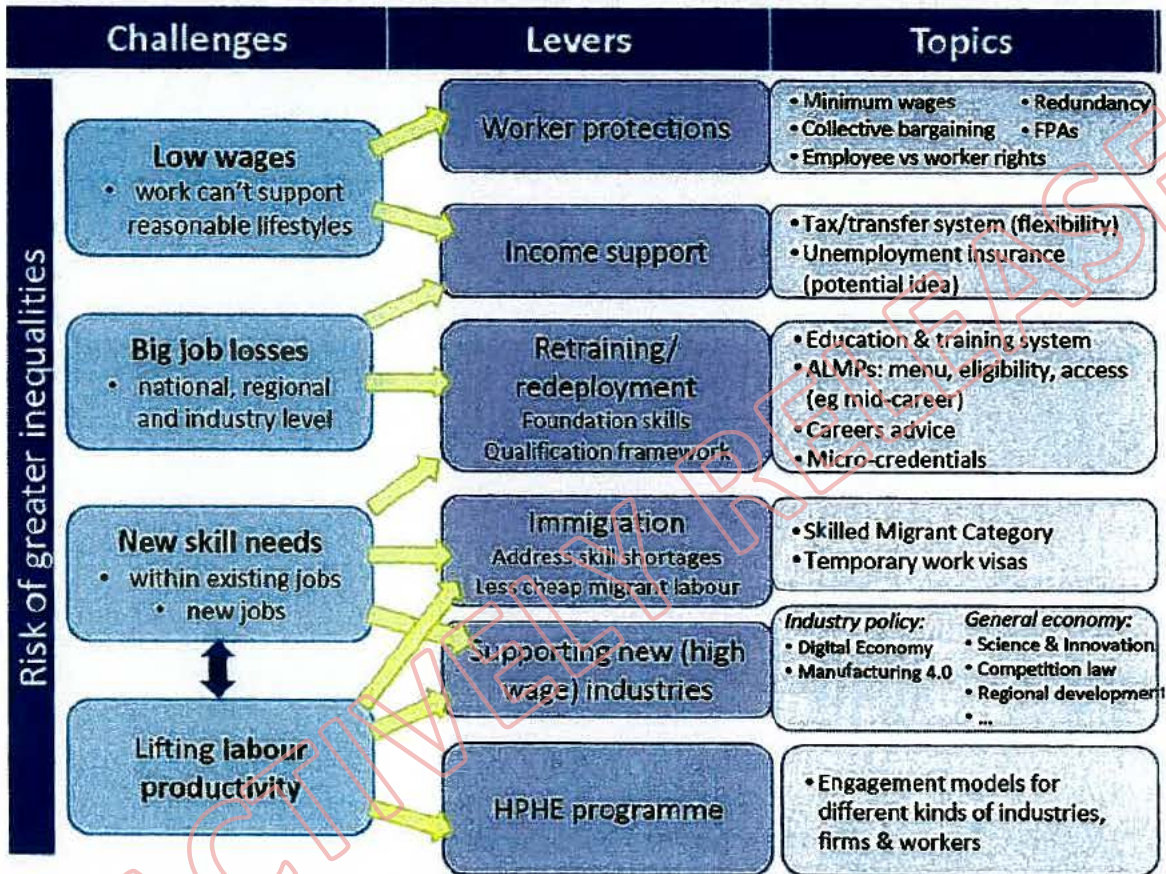 Challenges
Levers
Topics
Risk of greater inequalities
Low wages
• work can't support
reasonable lifestyles
Big job losses
• national, regional
and industry level
New skill needs
• within existing jobs
• new jobs
Lifting labour
productivity
Worker protections
Income support
Retraining/
redeployment
Foundation skills
Qualification framework
Immigration
Address skill shortages
Less cheap migrant labour
Supporting new (high
wage) industries
HPHE programme
• Minimum wages
• Redundancy
• Collective bargaining
• FPAs
• Employee vs worker rights
• Tax/transfer system (flexibility)
• Unemployment insurance
(potential idea)
• Education & training system
• ALMPs: menu, eligibility, access
(eg mid-career)
• Careers advice
• Micro-credentials
• Skilled Migrant Category
• Temporary work visas
Industry policy:
• Digital Economy
• Manufacturing 4.0
General economy:
• Science & Innovation
• Competition law
• Regional development
• ...
• Engagement models for
different kinds of industries,
firms & workers
ACTIVELY RELEASE